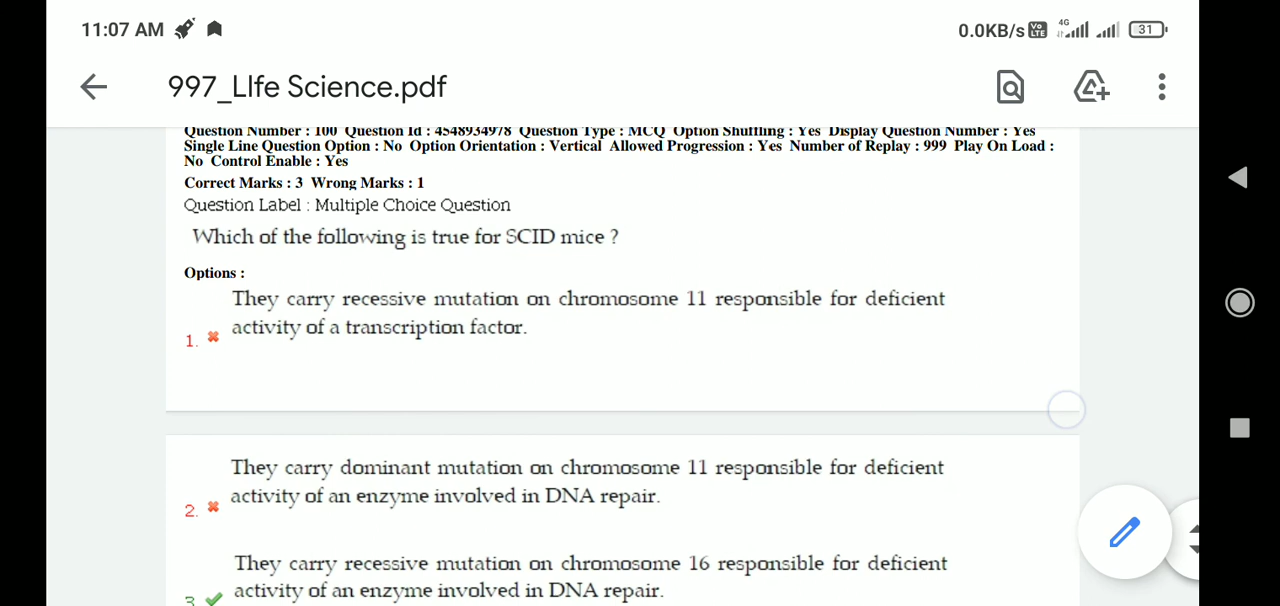 11:07 AM
0.0KB/s Vo LTE 4G 31
997_LIfe Science.pdf
Question Number : 100 Question Id : 4548934978 Question Type : MCQ Option Shuffling : Yes Display Question Number : Yes
Single Line Question Option : No Option Orientation : Vertical Allowed Progression : Yes Number of Replay : 999 Play On Load :
No Control Enable : Yes
Correct Marks : 3 Wrong Marks : 1
Question Label : Multiple Choice Question
Which of the following is true for SCID mice ?
Options :
They carry recessive mutation on chromosome 11 responsible for deficient
activity of a transcription factor.
1.
They carry dominant mutation on chromosome 11 responsible for deficient
activity of an enzyme involved in DNA repair.
2.
They carry recessive mutation on chromosome 16 responsible for deficient
activity of an enzyme involved in DNA repair.
3